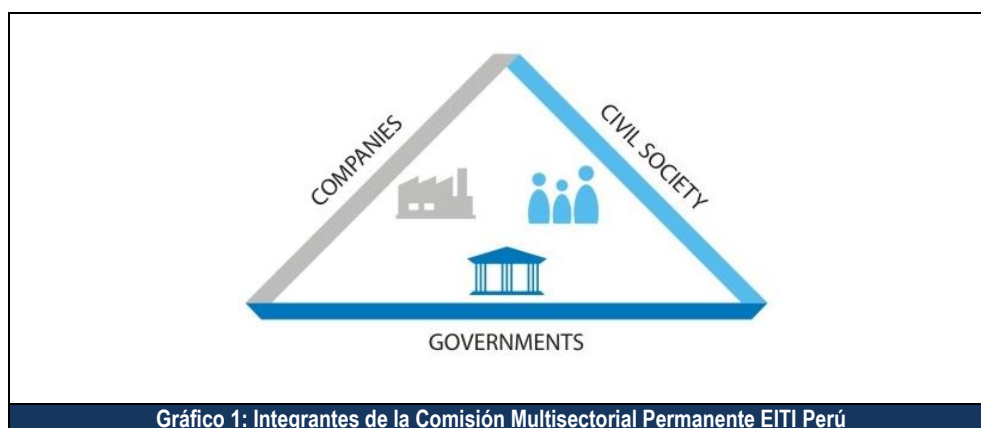 COMPANIES
CIVIL SOCIETY
GOVERNMENTS
Gráfico 1: Integrantes de la Comisión Multisectorial Permanente EITI Perú